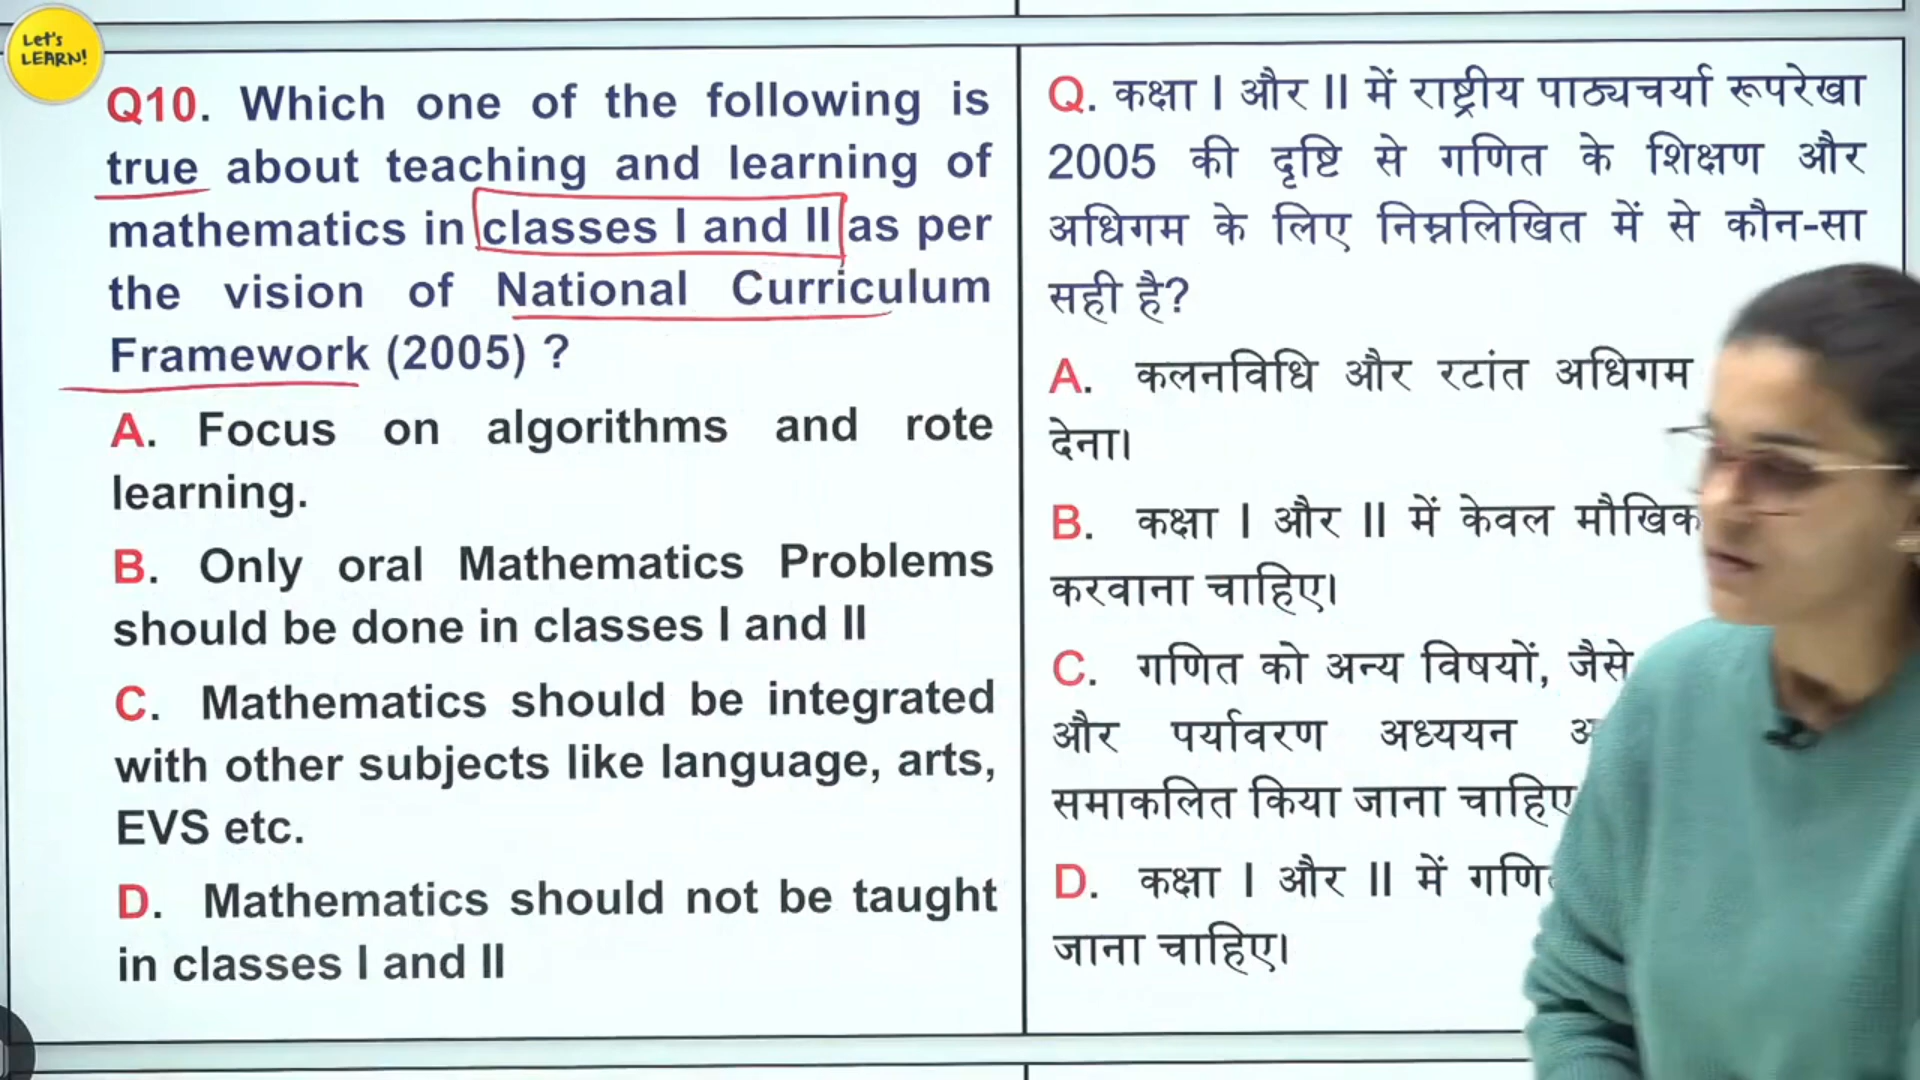 Let's
LEARN!
Q10. Which one of the following is
true about teaching and learning of
mathematics in classes I and II as per
the vision of National Curriculum
Framework (2005) ?
A. Focus on algorithms and rote
learning.
B. Only oral Mathematics Problems
should be done in classes I and II
C. Mathematics should be integrated
with other subjects like language, arts,
EVS etc.
D. Mathematics should not be taught
in classes I and II
Q. कक्षा I और II में राष्ट्रीय पाठ्यचर्या रूपरेखा
2005 की दृष्टि से गणित के शिक्षण और
अधिगम के लिए निम्नलिखित में से कौन-सा
सही है?
A. कलनविधि और रटांत अधिगम
देना।
B. कक्षा I और II में केवल मौखिक
करवाना चाहिए।
C. गणित को अन्य विषयों, जैसे
और पर्यावरण अध्ययन
समाकलित किया जाना चाहिए
D. कक्षा I और II में
जाना चाहिए।